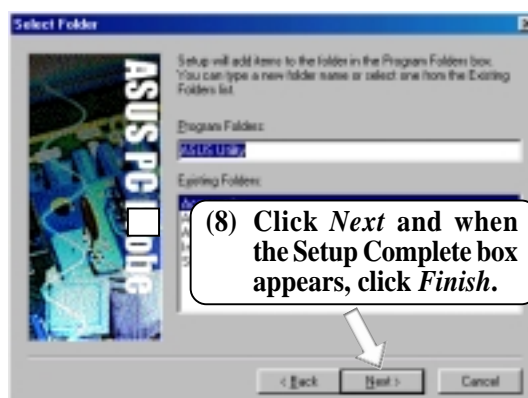 Select Folder
Setup will add items to the folder in the Program Folders box.
You can type a new folder name or select one from the Existing
Folders list.
Program Folders:
ASUS Utility
Existing Folders:
ASUS PC
(8) Click Next and when
the Setup Complete box
appears, click Finish.
< Back
Next >
Cancel